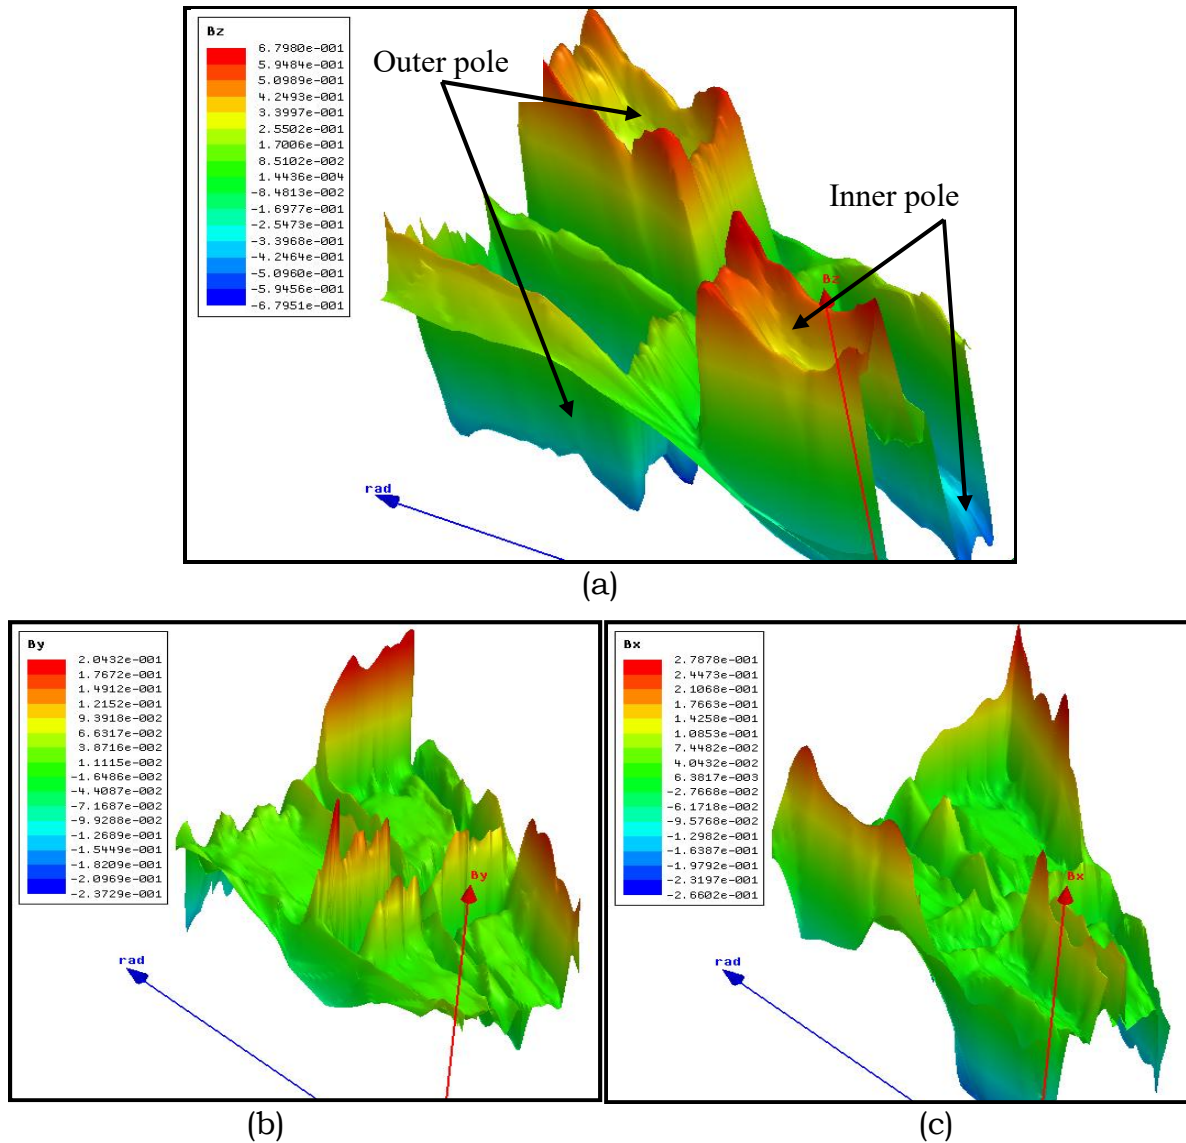 Bz
6.7980e-001
5.9484e-001
5.0989e-001
4.2493e-001
3.3997e-001
2.5502e-001
1.7006e-001
8.5102e-002
1.4436e-004
-8.4813e-002
-1.6977e-001
-2.5473e-001
-3.3968e-001
-4.2464e-001
-5.0960e-001
-5.9456e-001
-6.7951e-001
Outer pole
Inner pole
Bz
rad
(a)
By
2.0432e-001
1.7672e-001
1.4912e-001
1.2152e-001
9.3918e-002
6.6317e-002
3.8716e-002
1.1115e-002
-1.6486e-002
-4.4087e-002
-7.1687e-002
-9.9288e-002
-1.2689e-001
-1.5449e-001
-1.8209e-001
-2.0969e-001
-2.3729e-001
By
rad
(b)
Bx
2.7878e-001
2.4473e-001
2.1068e-001
1.7663e-001
1.4258e-001
1.0853e-001
7.4482e-002
4.0432e-002
6.3817e-003
-2.7668e-002
-6.1718e-002
-9.5768e-002
-1.2982e-001
-1.6387e-001
-1.9792e-001
-2.3197e-001
-2.6602e-001
Bx
rad
(c)